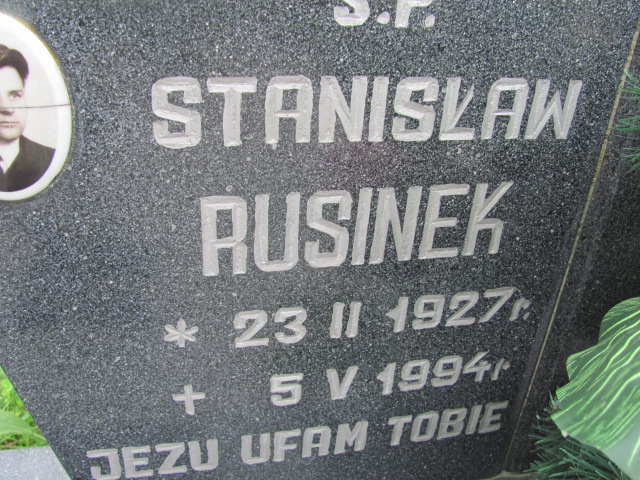 Ś.P.
STANISŁAW
RUSINEK
* 23 II 1927 r.
+ 5 V 1994 r
JEZU UFAM TOBIE